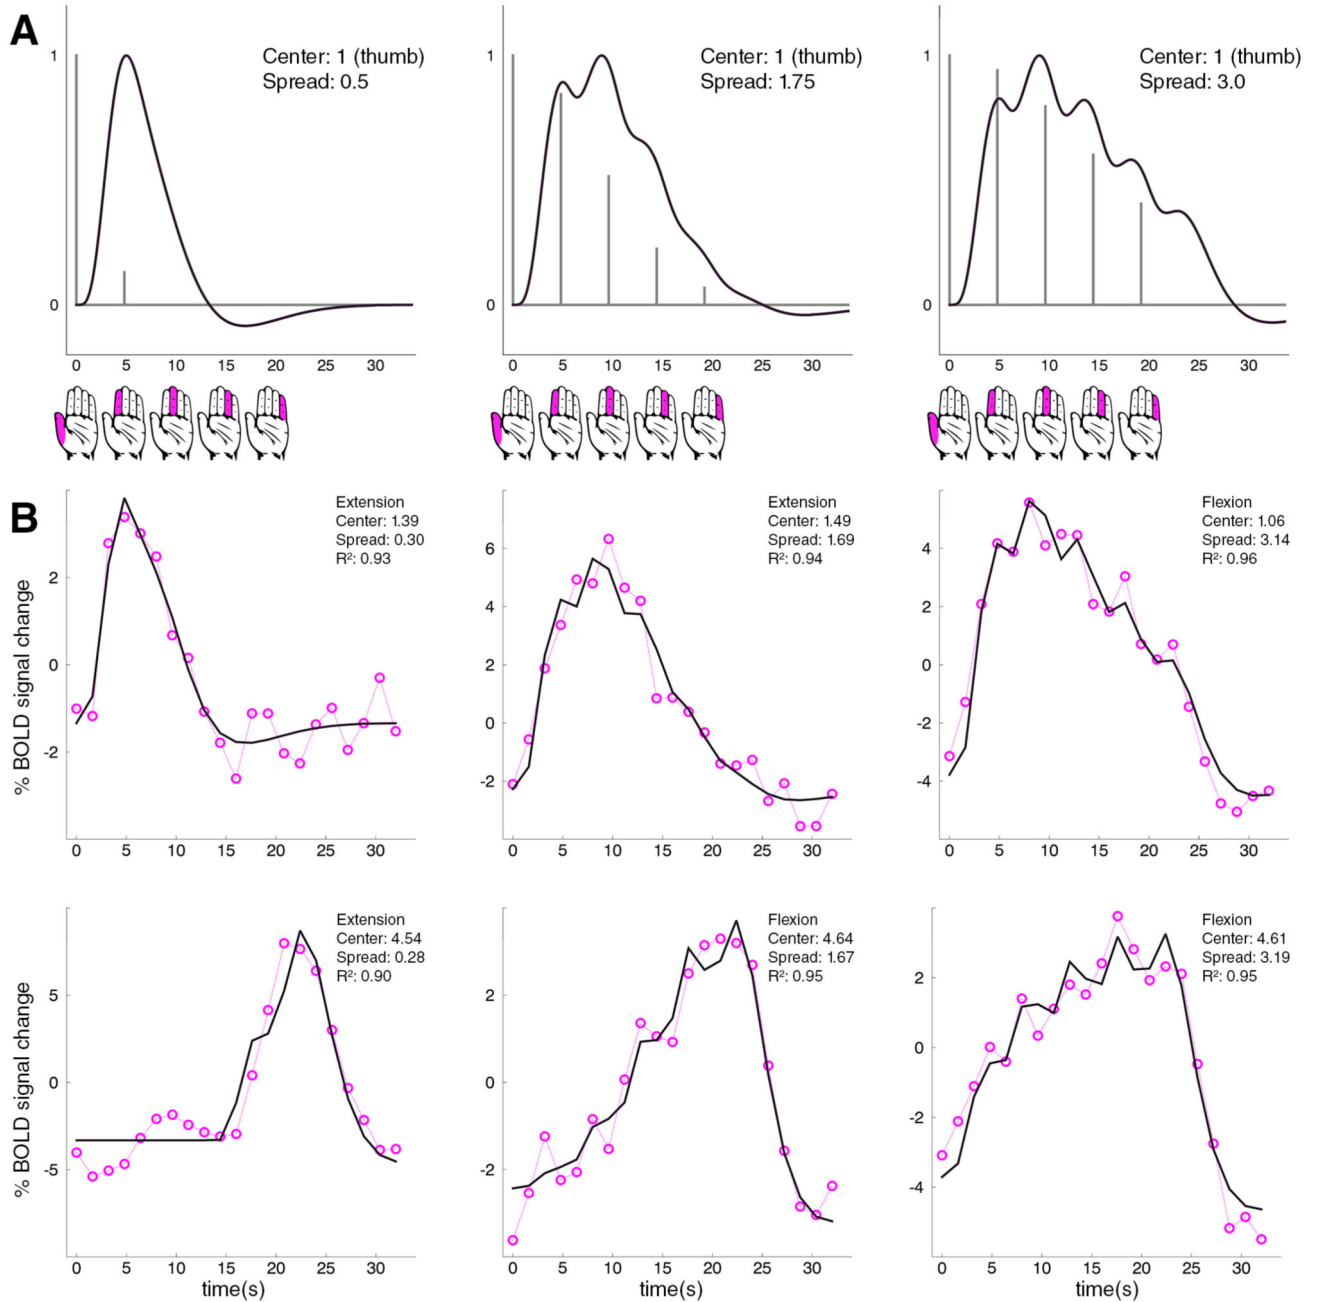 A
Center: 1 (thumb)
Spread: 0.5
1
0
0 5 10 15 20 25 30
Center: 1 (thumb)
Spread: 1.75
1
0
0 5 10 15 20 25 30
Center: 1 (thumb)
Spread: 3.0
1
0
0 5 10 15 20 25 30
B
% BOLD signal change
Extension
Center: 1.39
Spread: 0.30
R²: 0.93
2
0
-2
0 5 10 15 20 25 30
Extension
Center: 1.49
Spread: 1.69
R²: 0.94
6
4
2
0
-2
0 5 10 15 20 25 30
Flexion
Center: 1.06
Spread: 3.14
R²: 0.96
4
2
0
-2
-4
0 5 10 15 20 25 30
% BOLD signal change
Extension
Center: 4.54
Spread: 0.28
R²: 0.90
5
0
-5
0 5 10 15 20 25 30
time(s)
Flexion
Center: 4.64
Spread: 1.67
R²: 0.95
2
0
-2
0 5 10 15 20 25 30
time(s)
Flexion
Center: 4.61
Spread: 3.19
R²: 0.95
2
0
-2
-4
0 5 10 15 20 25 30
time(s)